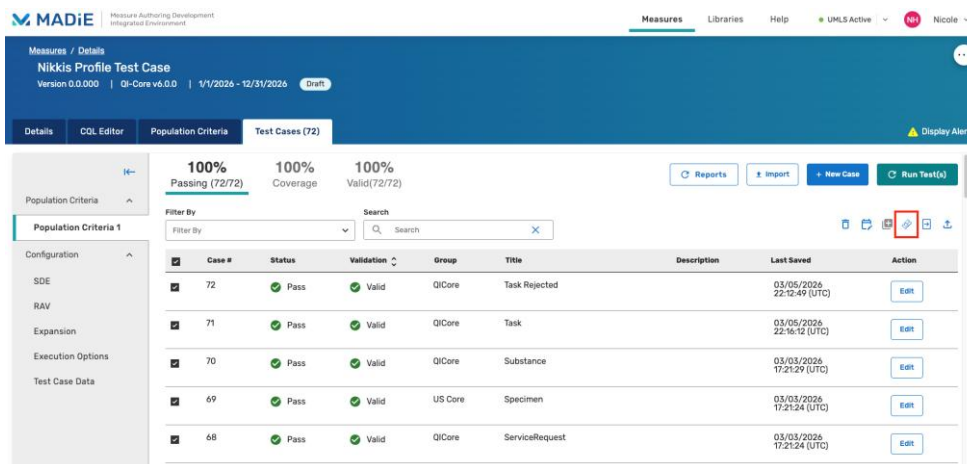 MADiE Measure Authoring Development
Integrated Environment
Measures Libraries Help UMLS Active NH Nicole
Measures / Details
Nikkis Profile Test Case
Version 0.0.000 | QI-Core v6.0.0 | 1/1/2026 - 12/31/2026 Draft
Details CQL Editor Population Criteria Test Cases (72) Display Aler
100% 100% 100%
Passing (72/72) Coverage Valid(72/72)
Reports Import + New Case Run Test(s)
Population Criteria
Population Criteria 1
Configuration
SDE
RAV
Expansion
Execution Options
Test Case Data
Filter By Search
Filter By Search
Case # Status Validation Group Title Description Last Saved Action
72 Pass Valid QICore Task Rejected 03/05/2026 Edit
22:12:49 (UTC)
71 Pass Valid QICore Task 03/05/2026 Edit
22:16:12 (UTC)
70 Pass Valid QICore Substance 03/03/2026 Edit
17:21:29 (UTC)
69 Pass Valid US Core Specimen 03/03/2026 Edit
17:21:24 (UTC)
68 Pass Valid QICore ServiceRequest 03/03/2026 Edit
17:21:24 (UTC)